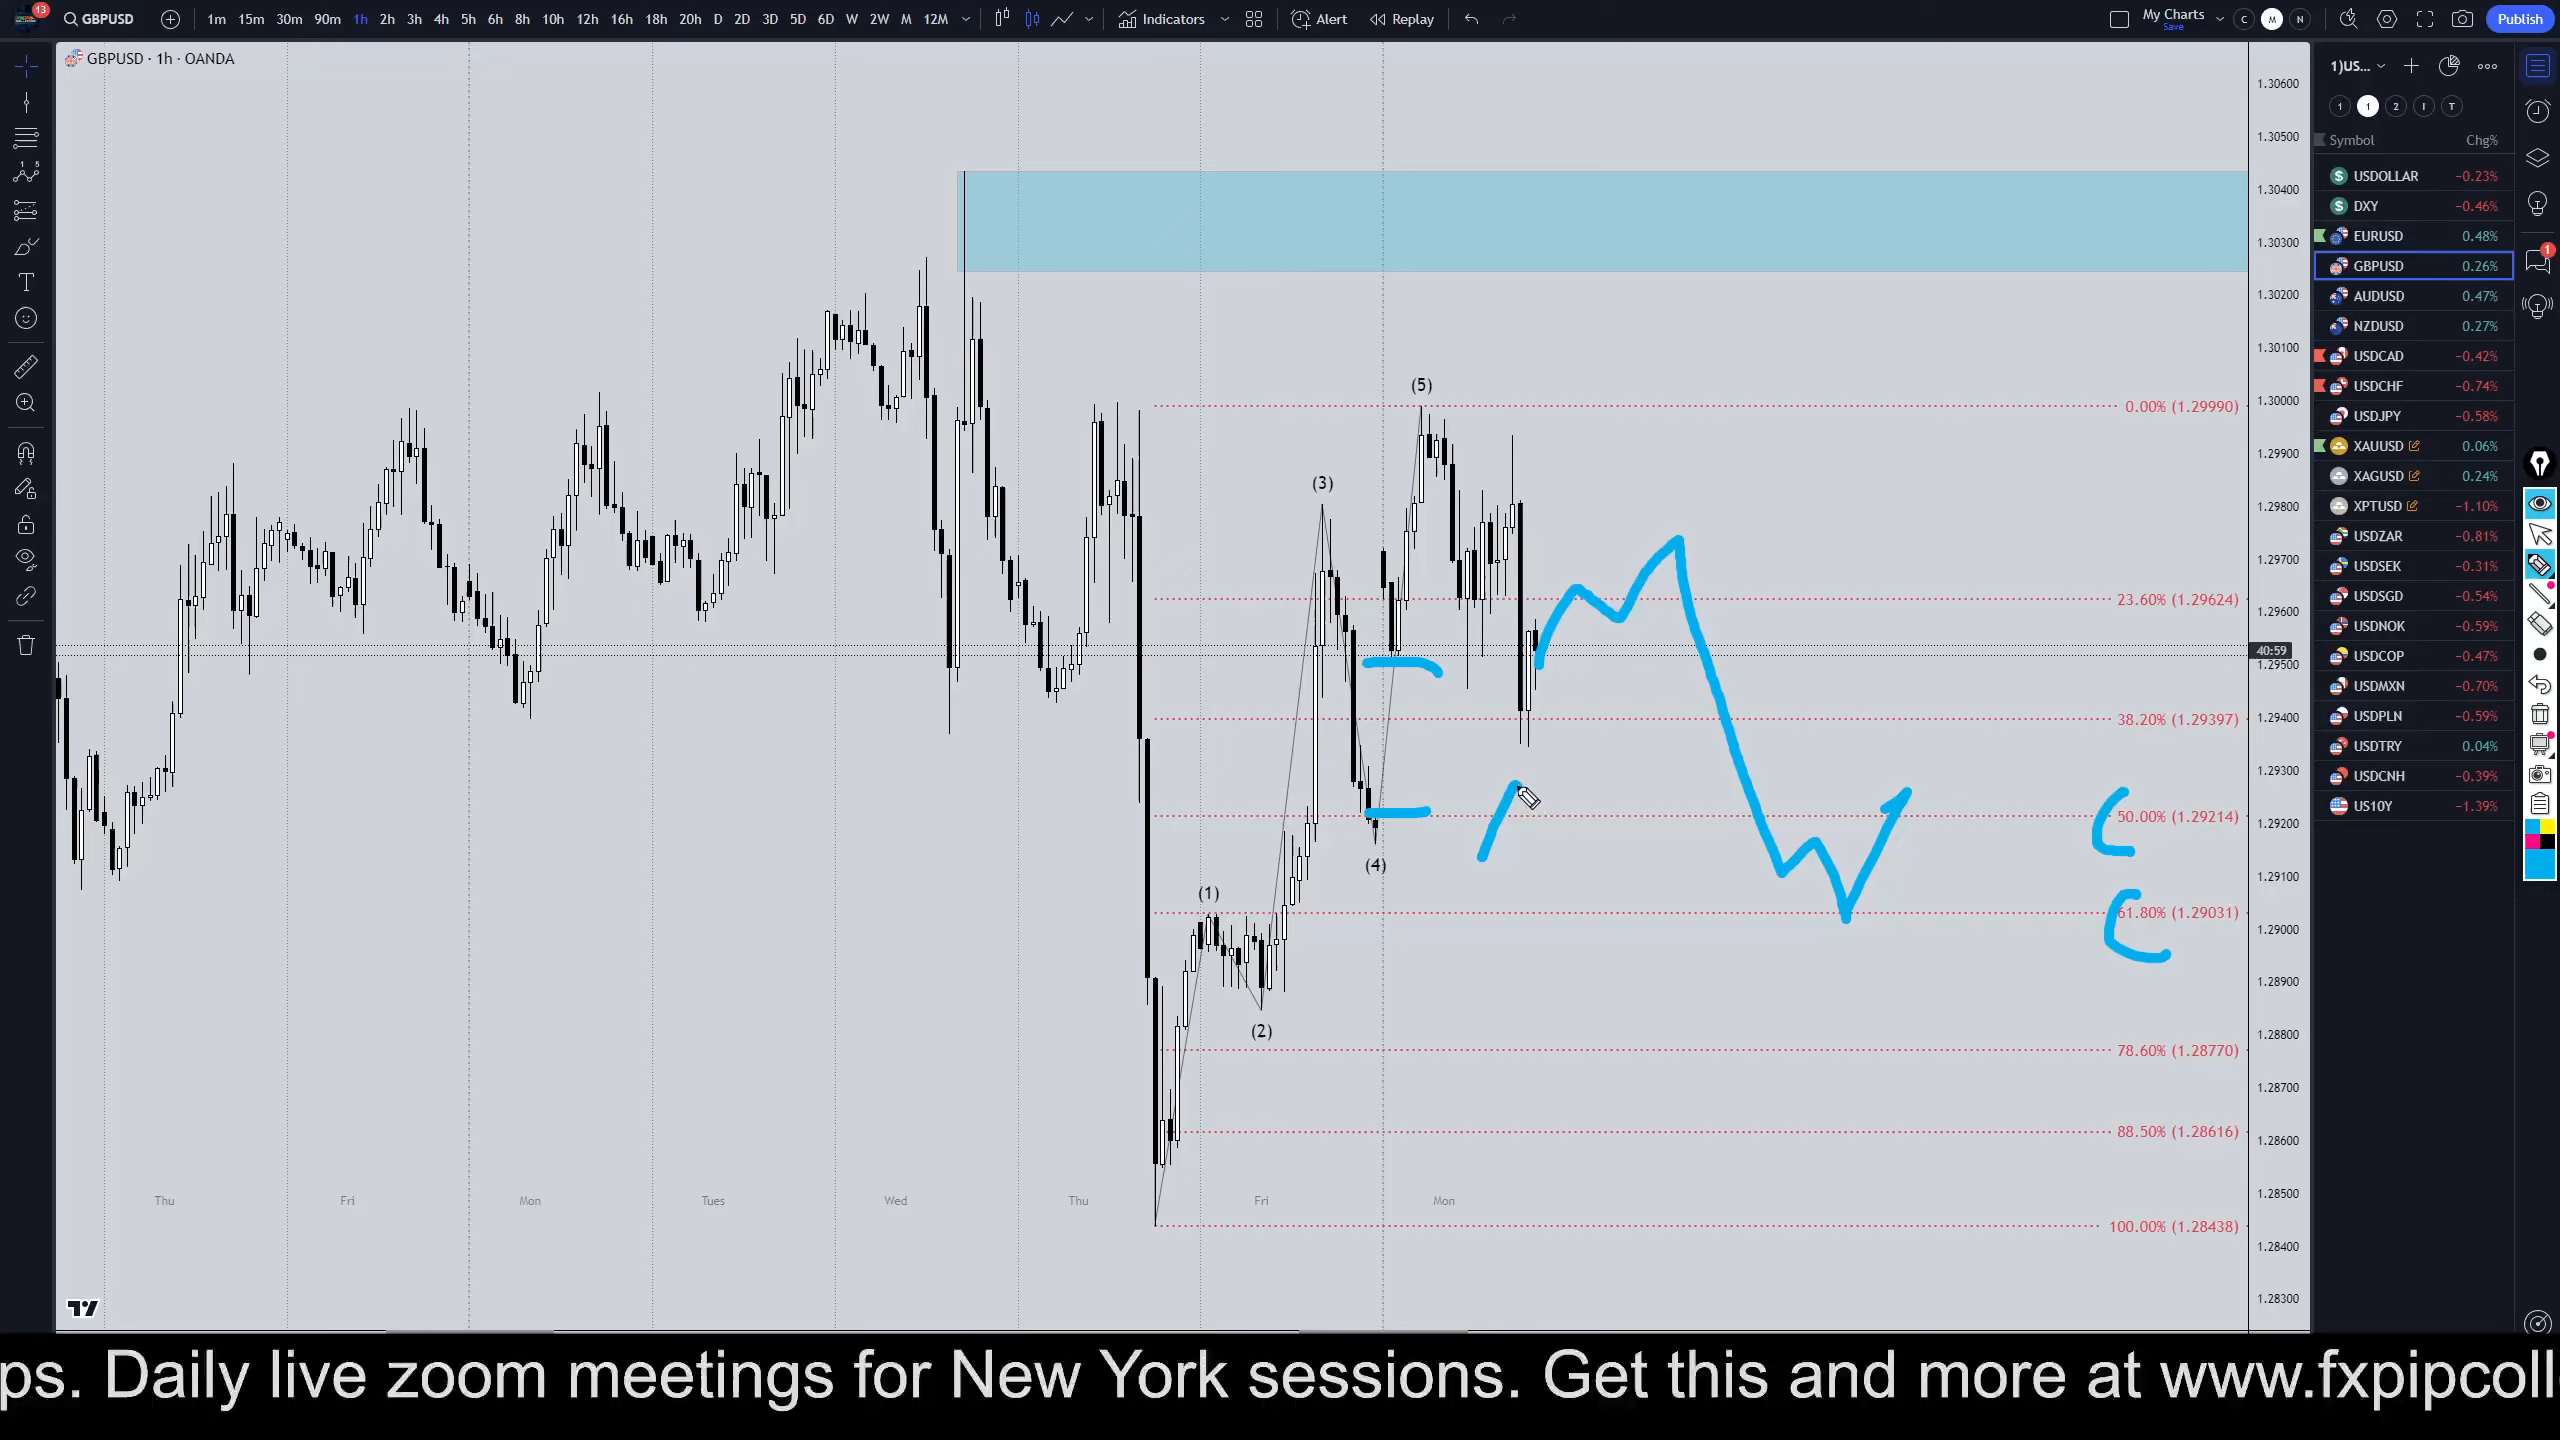 13
GBPUSD
1m 15m 30m 90m 1h 2h 3h 4h 5h 6h 8h 10h 12h 16h 18h 20h D 2D 3D 5D 6D W 2W M 12M
Indicators
Alert
Replay
My Charts
Save
C M N
Publish
GBPUSD · 1h · OANDA
1)US...
1 1 2 I T
Symbol Chg%
USDOLLAR −0.23%
DXY −0.46%
EURUSD 0.48%
GBPUSD 0.26%
AUDUSD 0.47%
NZDUSD 0.27%
USDCAD −0.42%
USDCHF −0.74%
USDJPY −0.58%
XAUUSD 0.06%
XAGUSD 0.24%
XPTUSD −1.10%
USDZAR −0.81%
USDSEK −0.31%
USDSGD −0.54%
USDNOK −0.59%
USDCOP −0.47%
USDMXN −0.70%
USDPLN −0.59%
USDTRY 0.04%
USDCNH −0.39%
US10Y −1.39%
1
1.30600
1.30500
1.30400
1.30300
1.30200
1.30100
1.30000
1.29900
1.29800
1.29700
1.29600
40:59
1.29500
1.29400
1.29300
1.29200
1.29100
1.29000
1.28900
1.28800
1.28700
1.28600
1.28500
1.28400
1.28300
(5)
0.00% (1.29990)
(3)
23.60% (1.29624)
38.20% (1.29397)
50.00% (1.29214)
(4)
(1)
61.80% (1.29031)
(2)
78.60% (1.28770)
88.50% (1.28616)
Thu Fri Mon Tues Wed Thu Fri Mon
100.00% (1.28438)
ps. Daily live zoom meetings for New York sessions. Get this and more at www.fxpipcoll